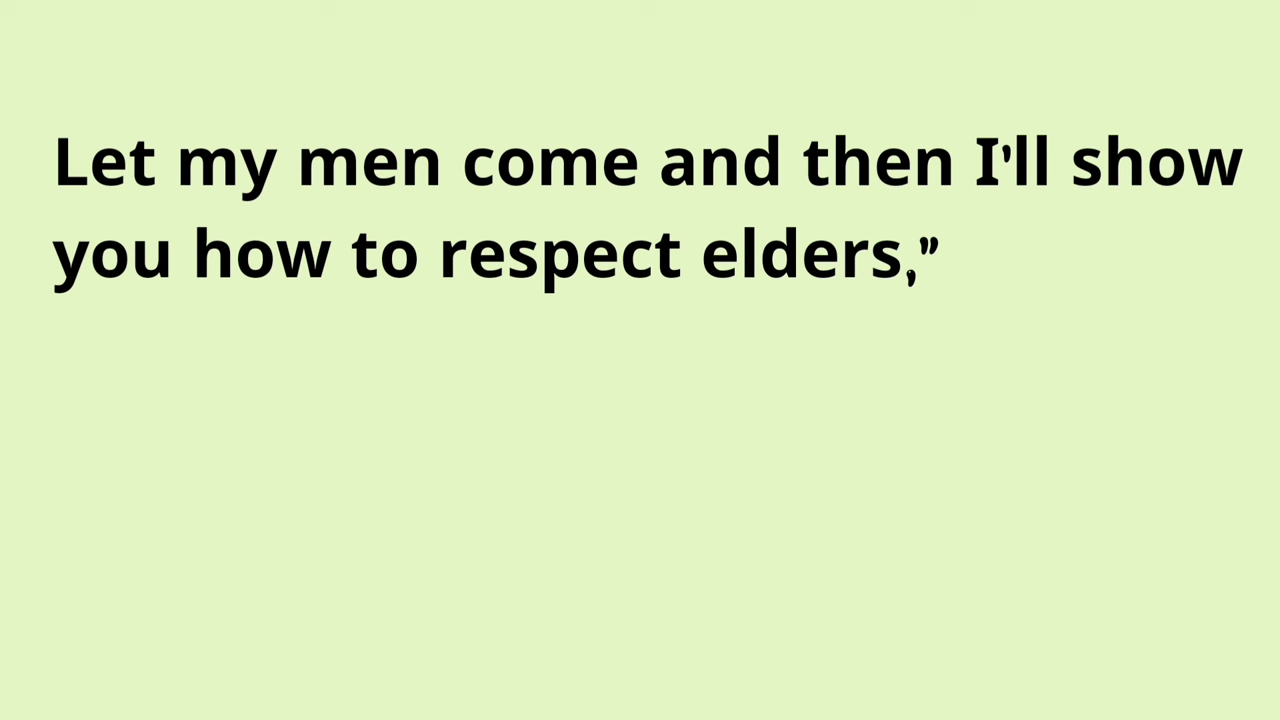 Let my men come and then I'll show
you how to respect elders,”